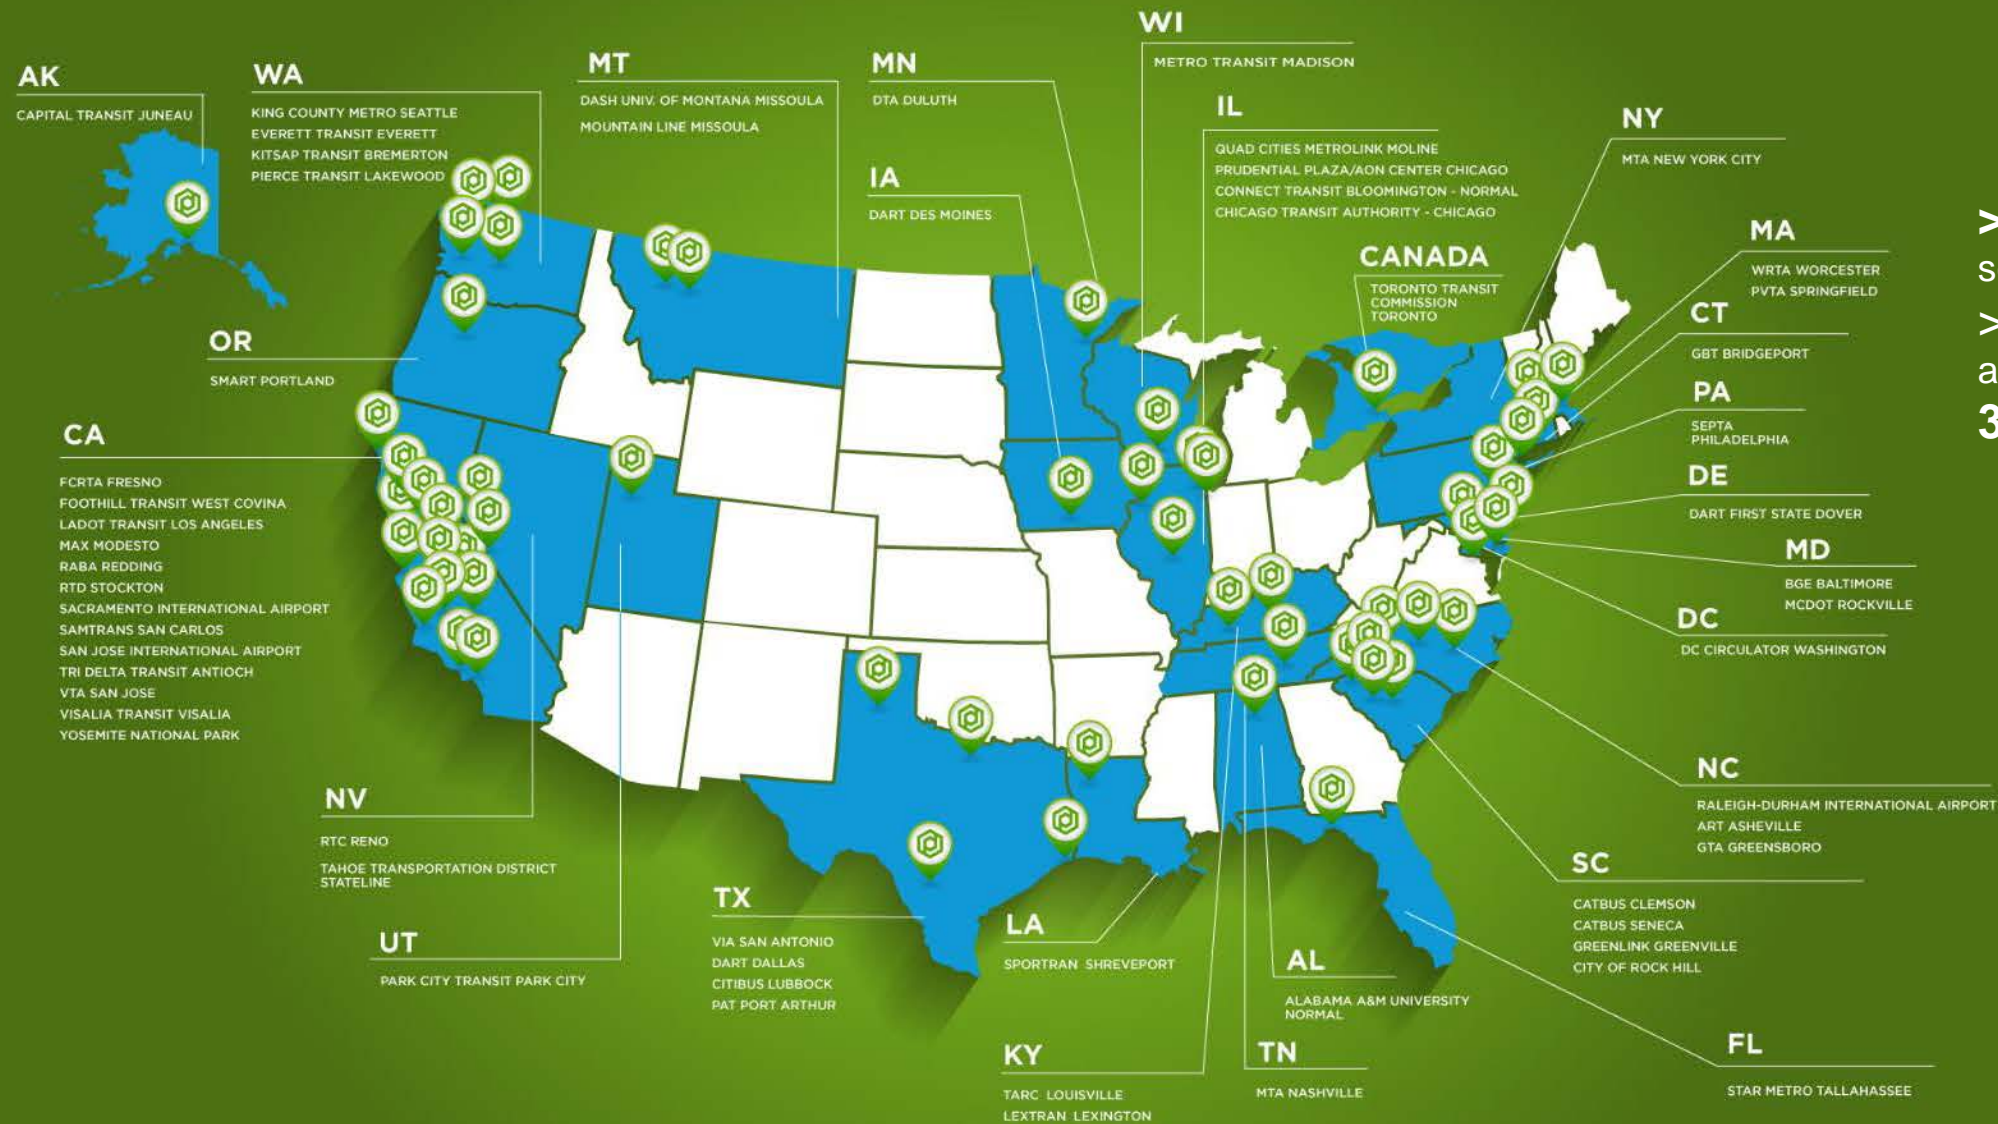 AK
CAPITAL TRANSIT JUNEAU
WA
KING COUNTY METRO SEATTLE
EVERETT TRANSIT EVERETT
KITSAP TRANSIT BREMERTON
PIERCE TRANSIT LAKEWOOD
MT
DASH UNIV. OF MONTANA MISSOULA
MOUNTAIN LINE MISSOULA
MN
DTA DULUTH
IA
DART DES MOINES
WI
METRO TRANSIT MADISON
IL
QUAD CITIES METROLINK MOLINE
PRUDENTIAL PLAZA/AON CENTER CHICAGO
CONNECT TRANSIT BLOOMINGTON - NORMAL
CHICAGO TRANSIT AUTHORITY - CHICAGO
CANADA
TORONTO TRANSIT
COMMISSION
TORONTO
NY
MTA NEW YORK CITY
MA
WRTA WORCESTER
PVTA SPRINGFIELD
CT
GBT BRIDGEPORT
PA
SEPTA
PHILADELPHIA
DE
DART FIRST STATE DOVER
MD
BGE BALTIMORE
MCDOT ROCKVILLE
DC
DC CIRCULATOR WASHINGTON
OR
SMART PORTLAND
CA
FCRTA FRESNO
FOOTHILL TRANSIT WEST COVINA
LADOT TRANSIT LOS ANGELES
MAX MODESTO
RABA REDDING
RTD STOCKTON
SACRAMENTO INTERNATIONAL AIRPORT
SAMTRANS SAN CARLOS
SAN JOSE INTERNATIONAL AIRPORT
TRI DELTA TRANSIT ANTIOCH
VTA SAN JOSE
VISALIA TRANSIT VISALIA
YOSEMITE NATIONAL PARK
NV
RTC RENO
TAHOE TRANSPORTATION DISTRICT
STATELINE
UT
PARK CITY TRANSIT PARK CITY
TX
VIA SAN ANTONIO
DART DALLAS
CITIBUS LUBBOCK
PAT PORT ARTHUR
LA
SPORTRAN SHREVEPORT
KY
TARC LOUISVILLE
LEXTRAN LEXINGTON
AL
ALABAMA A&M UNIVERSITY
NORMAL
TN
MTA NASHVILLE
NC
RALEIGH-DURHAM INTERNATIONAL AIRPORT
ART ASHEVILLE
GTA GREENSBORO
SC
CATBUS CLEMSON
CATBUS SENECA
GREENLINK GREENVILLE
CITY OF ROCK HILL
FL
STAR METRO TALLAHASSEE
>
s
>
a
3